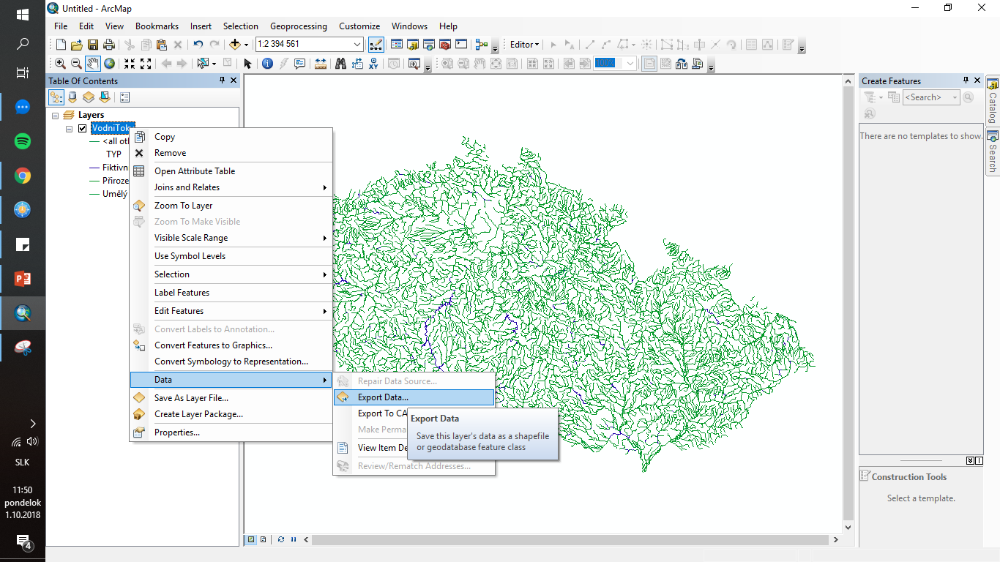 Untitled - ArcMap
File Edit View Bookmarks Insert Selection Geoprocessing Customize Windows Help
1:2 394 561
Editor
100%
Table Of Contents
Create Features
<Search>
Catalog
Search
There are no templates to show.
Layers
VodniTok
<all oth
TYP
Fiktivn
Přiroze
Umělý
Copy
Remove
Open Attribute Table
Joins and Relates
Zoom To Layer
Zoom To Make Visible
Visible Scale Range
Use Symbol Levels
Selection
Label Features
Edit Features
Convert Labels to Annotation...
Convert Features to Graphics...
Convert Symbology to Representation...
Data
Save As Layer File...
Create Layer Package...
Properties...
Repair Data Source...
Export Data...
Export To CA
Make Perma
View Item De
Review/Rematch Addresses...
Export Data
Save this layer's data as a shapefile
or geodatabase feature class
Construction Tools
Select a template.
SLK
11:50
pondelok
1.10.2018
4